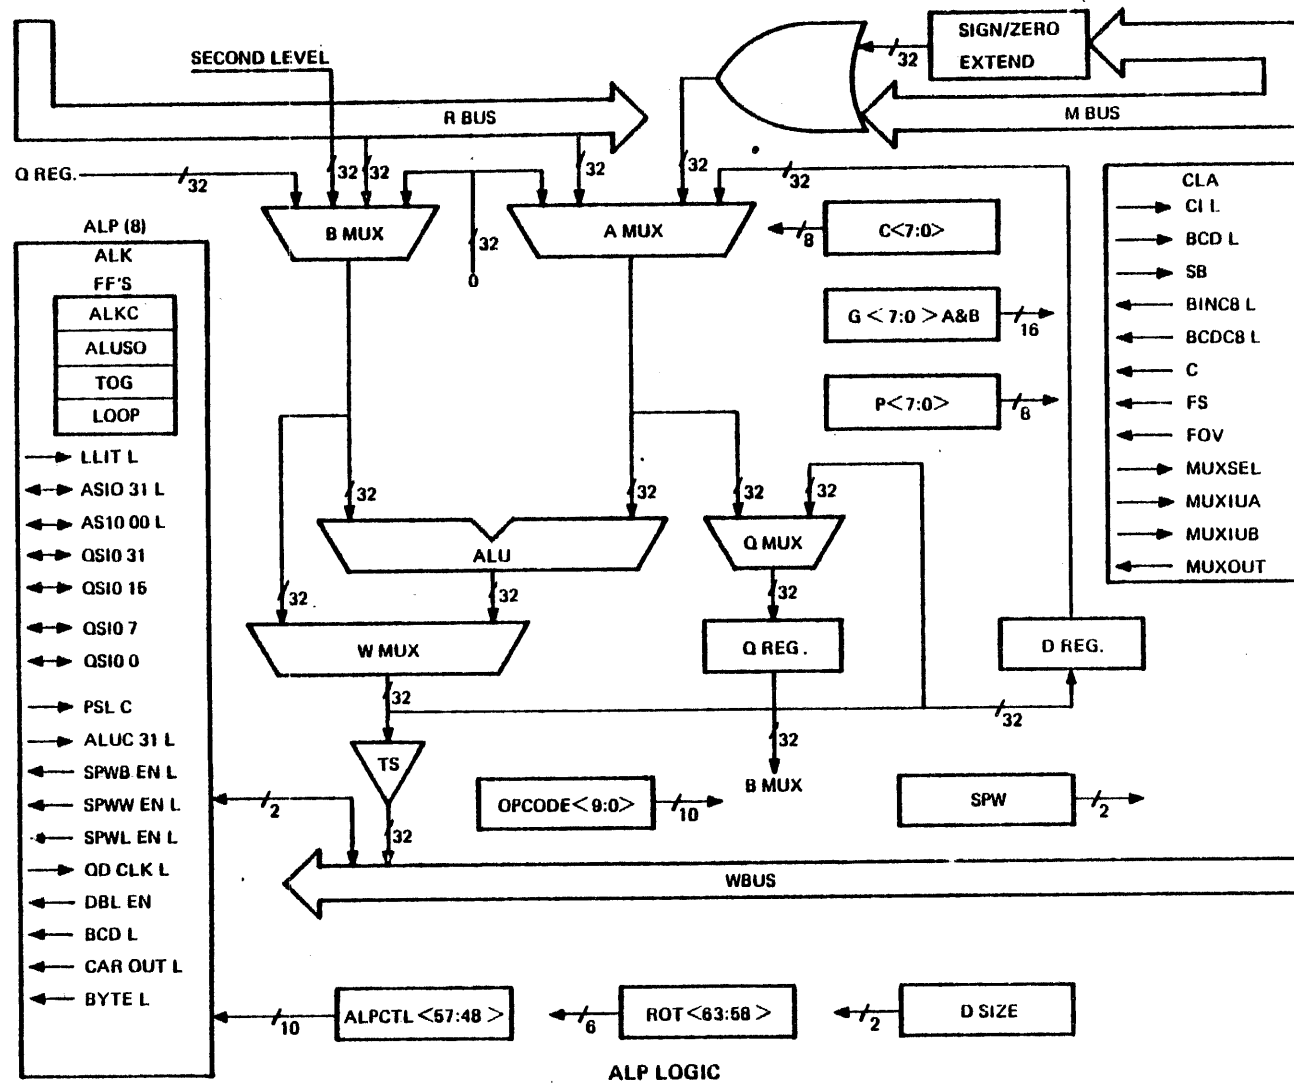 SIGN/ZERO
EXTEND
32
SECOND LEVEL
R BUS
M BUS
Q REG.
32
32
32
32
32
32
B MUX
A MUX
32
0
C<7:0>
8
G<7:0>A&B
16
P<7:0>
8
CLA
CI L
BCD L
SB
BINC8 L
BCDC8 L
C
FS
FOV
MUXSEL
MUXIUA
MUXIUB
MUXOUT
ALP (8)
ALK
FF'S
ALKC
ALUSO
TOG
LOOP
LLIT L
ASIO 31 L
AS10 00 L
QSI0 31
QSI0 16
QSI0 7
QSI0 0
PSL C
ALUC 31 L
SPWB EN L
SPWW EN L
SPWL EN L
QD CLK L
DBL EN
BCD L
CAR OUT L
BYTE L
32
32
32
32
ALU
Q MUX
32
32
32
W MUX
Q REG.
D REG.
32
32
32
TS
B MUX
2
32
OPCODE<9:0>
10
SPW
2
WBUS
10
ALPCTL<57:48>
6
ROT<63:58>
2
D SIZE
ALP LOGIC